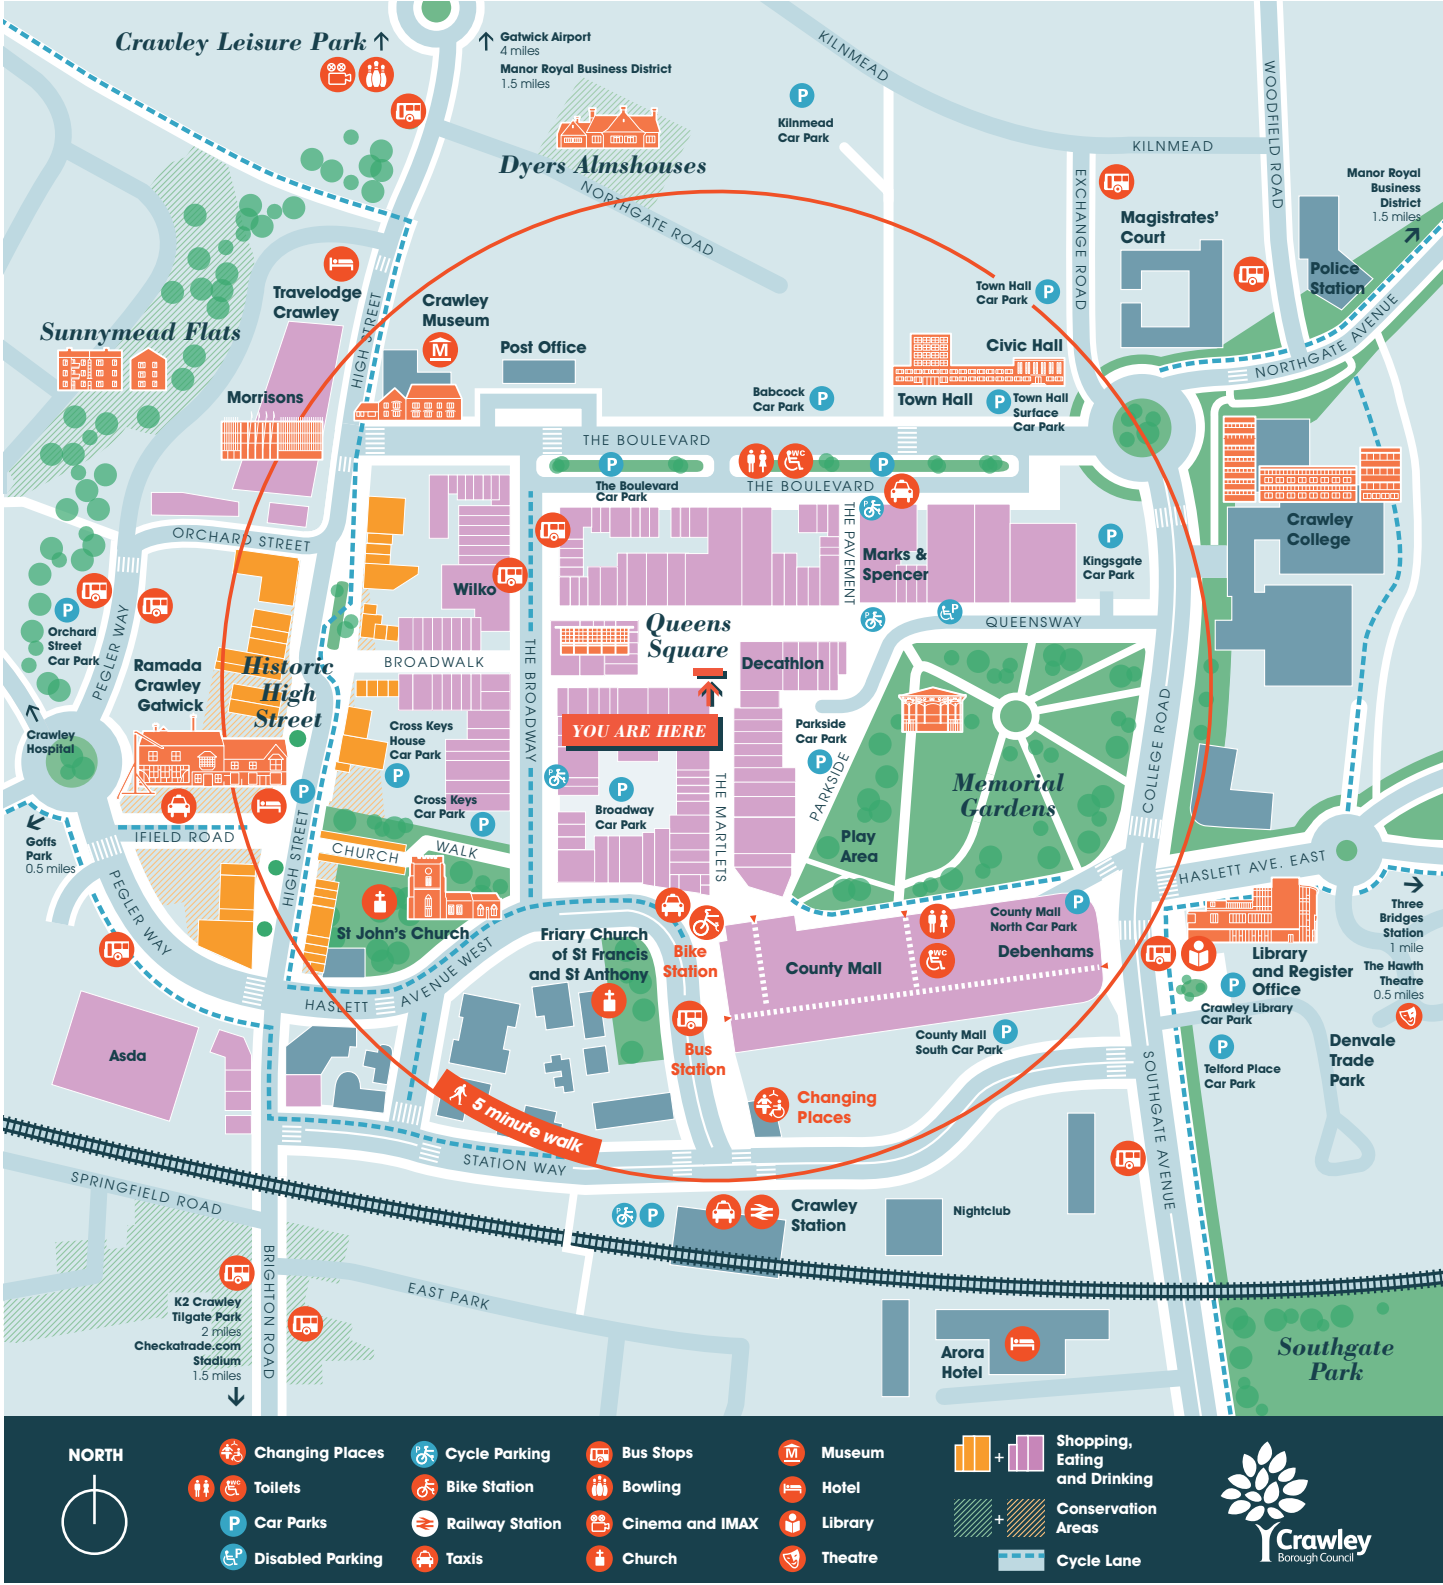 Crawley Leisure Park
Gatwick Airport
4 miles
Manor Royal Business District
1.5 miles
KILNMEAD
WOODFIELD ROAD
P
Kilnmead
Car Park
Dyers Almshouses
NORTHGATE ROAD
KILNMEAD
EXCHANGE ROAD
Manor Royal
Business
District
1.5 miles
Magistrates'
Court
Police
Station
Travelodge
Crawley
HIGH STREET
Crawley
Museum
M
Post Office
Town Hall
Car Park
P
Sunnymead Flats
Civic Hall
NORTHGATE AVENUE
Morrisons
Babcock
Car Park
P
Town Hall
P
Town Hall
Surface
Car Park
THE BOULEVARD
P
WC
P
The Boulevard
Car Park
THE BOULEVARD
P
THE PAVEMENT
ORCHARD STREET
Crawley
College
P
Kingsgate
Car Park
Marks &
Spencer
Wilko
P
Orchard
Street
Car Park
PEGLER WAY
P
P
QUEENSWAY
Queens
Square
THE BROADWAY
BROADWALK
Decathlon
Ramada
Crawley
Gatwick
Historic
High
Street
Crawley
Hospital
Cross Keys
House
Car Park
P
YOU ARE HERE
Parkside
Car Park
P
PARKSIDE
COLLEGE ROAD
Memorial
Gardens
P
P
P
Broadway
Car Park
THE MARTLETS
Cross Keys
Car Park
P
Goffs
Park
0.5 miles
IFIELD ROAD
HIGH STREET
CHURCH
WALK
Play
Area
PEGLER WAY
HASLETT AVE. EAST
Three
Bridges
Station
1 mile
The Hawth
Theatre
0.5 miles
St John's Church
Friary Church
of St Francis
and St Anthony
Bike
Station
County Mall
WC
County Mall
North Car Park
P
Debenhams
Library
and Register
Office
P
Crawley Library
Car Park
HASLETT
AVENUE WEST
Bus
Station
County Mall
South Car Park
P
P
Telford Place
Car Park
Denvale
Trade
Park
Asda
Changing
Places
5 minute walk
STATION WAY
SOUTHGATE AVENUE
SPRINGFIELD ROAD
P
P
Crawley
Station
Nightclub
BRIGHTON ROAD
K2 Crawley
Tilgate Park
2 miles
Checkatrade.com
Stadium
1.5 miles
EAST PARK
Arora
Hotel
Southgate
Park
NORTH
Changing Places
WC
Toilets
P
Car Parks
P
Disabled Parking
P
Cycle Parking
Bike Station
Railway Station
Taxis
Bus Stops
Bowling
Cinema and IMAX
Church
M
Museum
Hotel
Library
Theatre
+
Shopping,
Eating
and Drinking
+
Conservation
Areas
Cycle Lane
Crawley
Borough Council